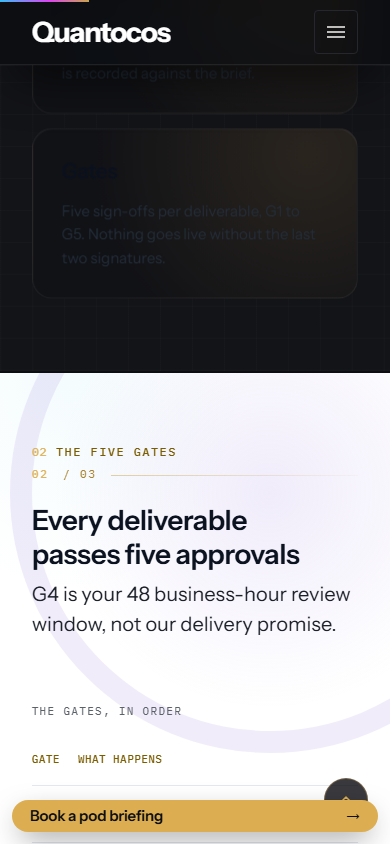 Quantocos
is recorded against the brief.
Gates
Five sign-offs per deliverable, G1 to
G5. Nothing goes live without the last
two signatures.
02 THE FIVE GATES
02 / 03
Every deliverable
passes five approvals
G4 is your 48 business-hour review
window, not our delivery promise.
THE GATES, IN ORDER
GATE WHAT HAPPENS
Book a pod briefing →